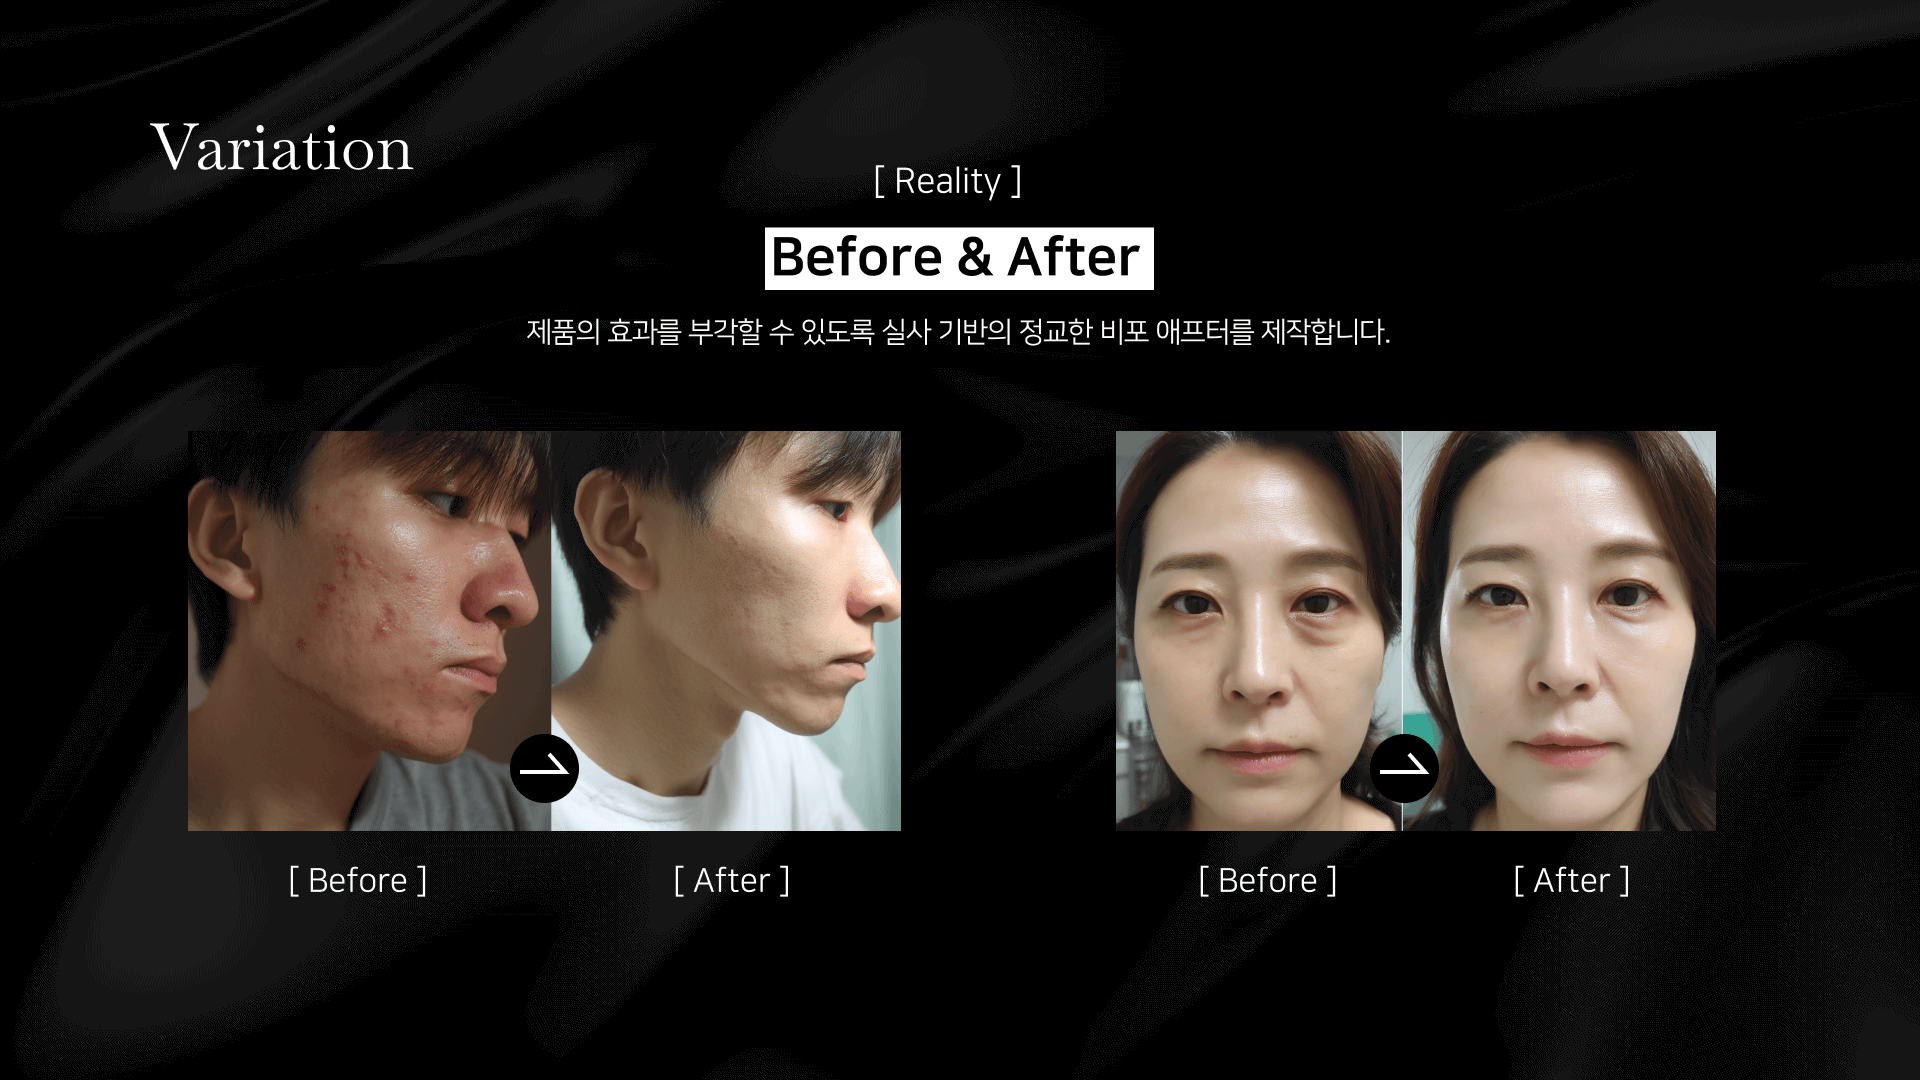 Variation
[ Reality ]
Before & After
제품의 효과를 부각할 수 있도록 실사 기반의 정교한 비포 애프터를 제작합니다.
[ Before ]
[ After ]
[ Before ]
[ After ]